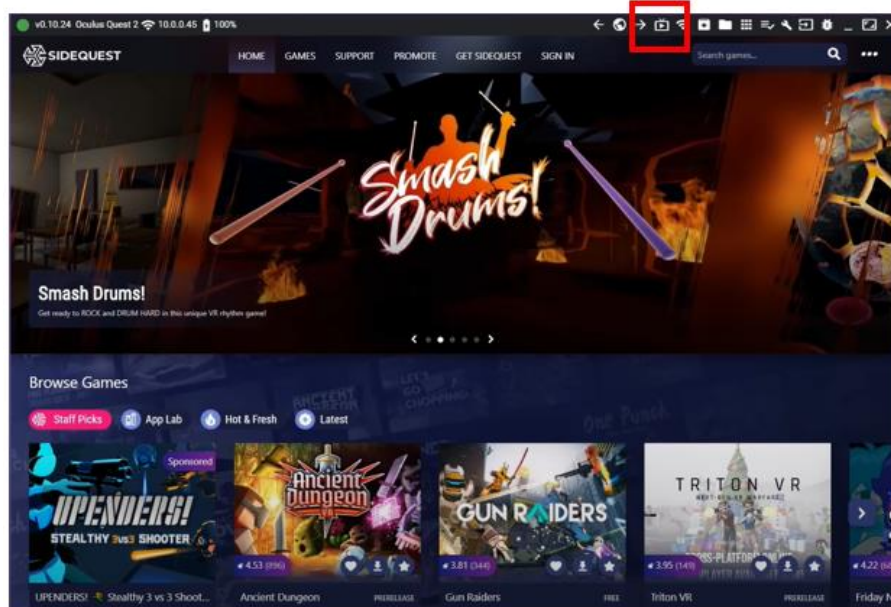 v0.10.24 Oculus Quest 2 10.0.0.45 100%
SIDEQUEST HOME GAMES SUPPORT PROMOTE GET SIDEQUEST SIGN IN Search games...
Smash
Drums!
Smash Drums!
Get ready to ROCK and DRUM HARD in this unique VR rhythm game!
Browse Games
Staff Picks App Lab Hot & Fresh Latest
Sponsored
UPENDERS!
STEALTHY 3vs3 SHOOTER
Ancient
Dungeon
GUN RAIDERS
TRITON VR
4.53 (896) 3.81 (344) 3.95 (149) 4.22
UPENDERS! Stealthy 3 vs 3 Shoot... Ancient Dungeon PRERELEASE Gun Raiders FREE Triton VR PRERELEASE Friday